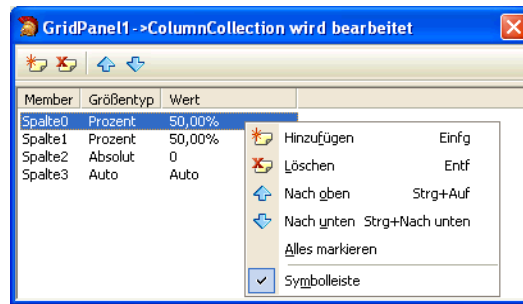 GridPanel1->ColumnCollection wird bearbeitet
Member Größentyp Wert
Spalte0 Prozent 50,00%
Spalte1 Prozent 50,00%
Spalte2 Absolut 0
Spalte3 Auto Auto
Hinzufügen Einfg
Löschen Entf
Nach oben Strg+Auf
Nach unten Strg+Nach unten
Alles markieren
Symbolleiste